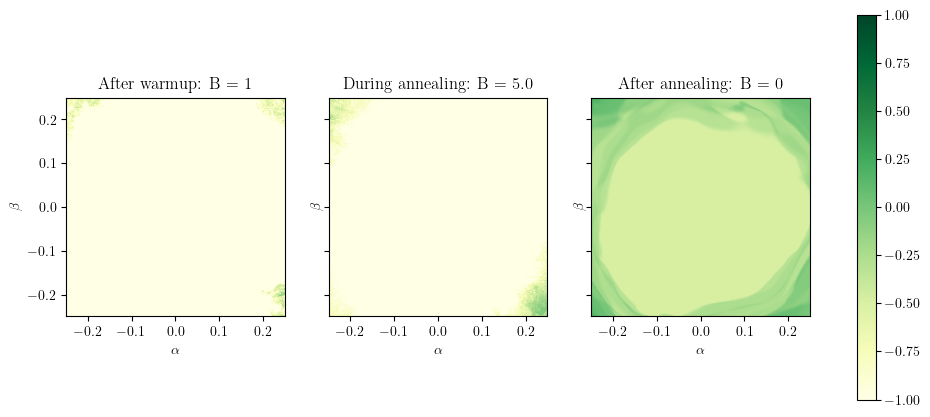 After warmup: B = 1
During annealing: B = 5.0
After annealing: B = 0
β
0.2
0.1
0.0
−0.1
−0.2
−0.2 −0.1 0.0 0.1 0.2
α
β
−0.2 −0.1 0.0 0.1 0.2
α
β
−0.2 −0.1 0.0 0.1 0.2
α
1.00
0.75
0.50
0.25
0.00
−0.25
−0.50
−0.75
−1.00